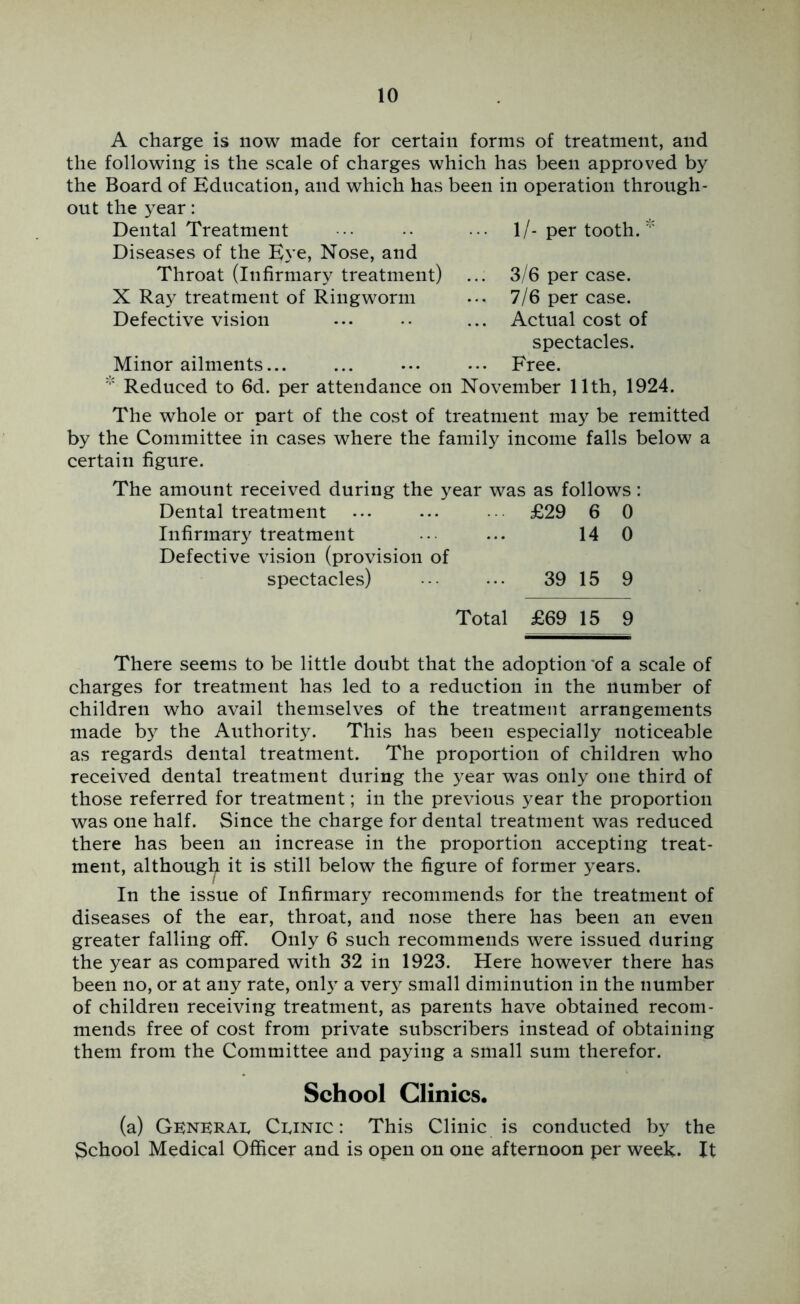 10
A charge is now made for certain forms of treatment, and
the following is the scale of charges which has been approved by
the Board of Education, and which has been in operation through-
out the year:
Dental Treatment ... .. ... 1/- per tooth.*
Diseases of the Eye, Nose, and
Throat (Infirmary treatment) ... 3/6 per case.
X Ray treatment of Ringworm ... 7/6 per case.
Defective vision ... .. ... Actual cost of
spectacles.
Minor ailments... ... ... ... Free.
* Reduced to 6d. per attendance on November 11th, 1924.
The whole or part of the cost of treatment may be remitted
by the Committee in cases where the family income falls below a
certain figure.
The amount received during the year was as follows:
Dental treatment ... ... ... £29 6 0
Infirmary treatment ... ... 14 0
Defective vision (provision of
spectacles) ... ... 39 15 9
Total £69 15 9
There seems to be little doubt that the adoption of a scale of
charges for treatment has led to a reduction in the number of
children who avail themselves of the treatment arrangements
made by the Authority. This has been especially noticeable
as regards dental treatment. The proportion of children who
received dental treatment during the year was only one third of
those referred for treatment; in the previous year the proportion
was one half. Since the charge for dental treatment was reduced
there has been an increase in the proportion accepting treat-
ment, although it is still below the figure of former years.
In the issue of Infirmary recommends for the treatment of
diseases of the ear, throat, and nose there has been an even
greater falling off. Only 6 such recommends were issued during
the year as compared with 32 in 1923. Here however there has
been no, or at any rate, only a very small diminution in the number
of children receiving treatment, as parents have obtained recom-
mends free of cost from private subscribers instead of obtaining
them from the Committee and paying a small sum therefor.
School Clinics.
(a) GENERAL CLINIC: This Clinic is conducted by the
School Medical Officer and is open on one afternoon per week. It